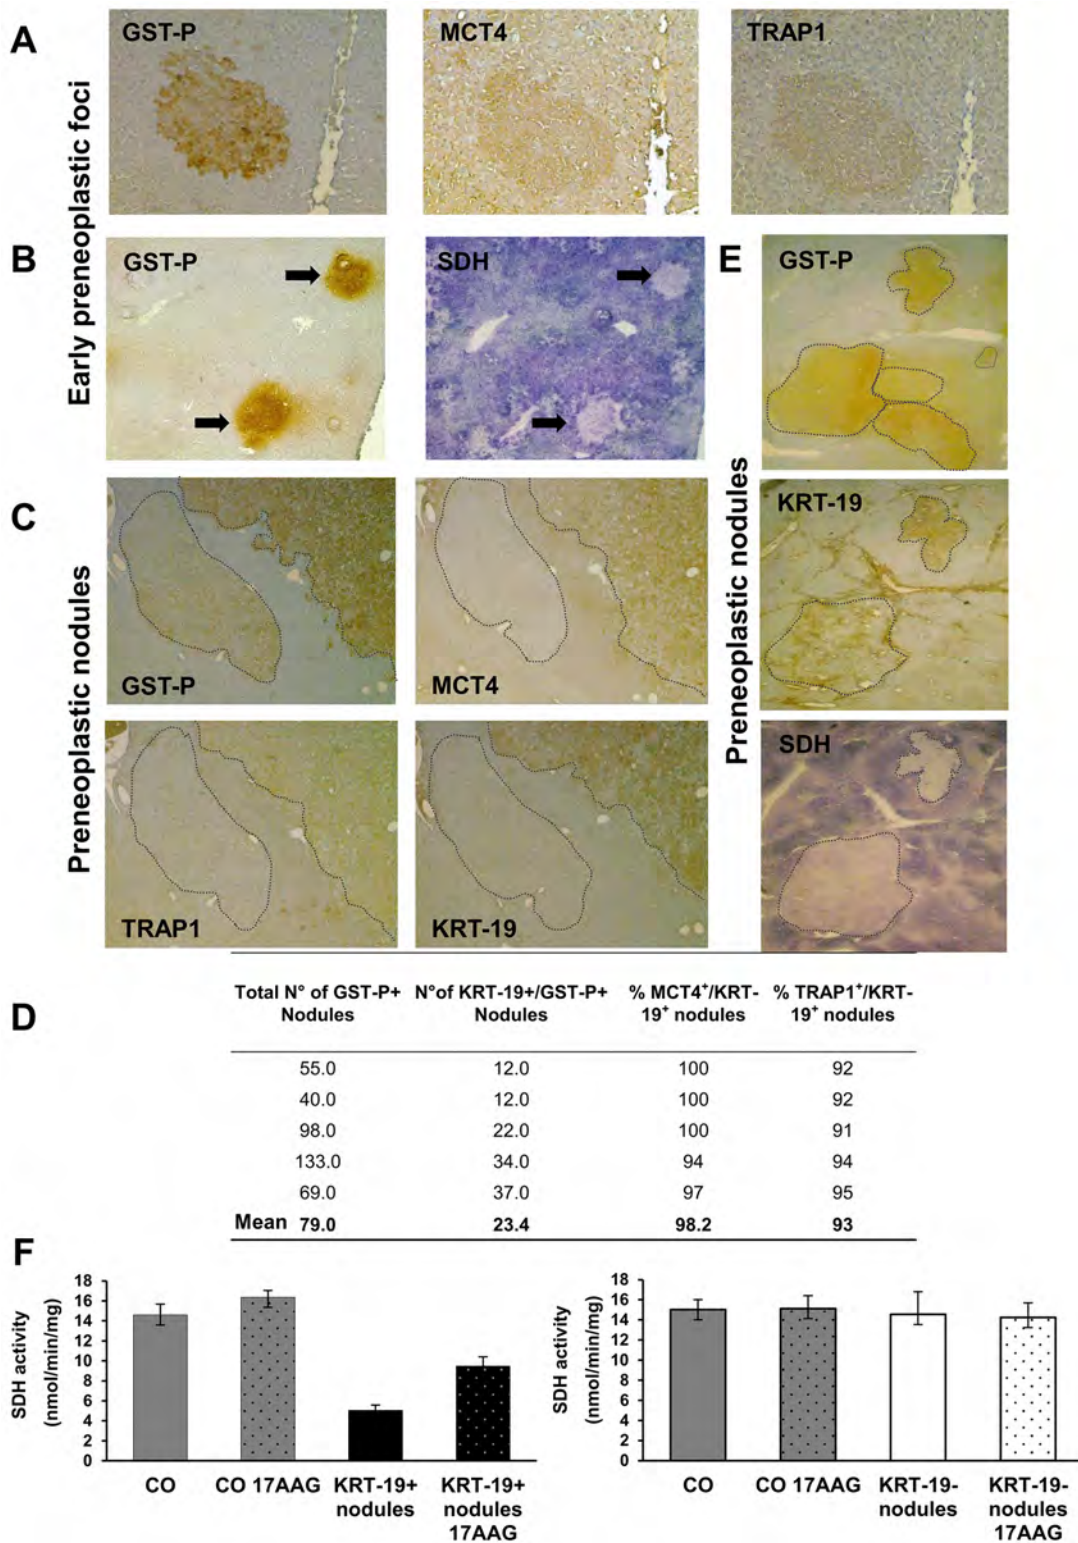 A
Early preneoplastic foci
GST-P
MCT4
TRAP1
B
GST-P
SDH
E
Preneoplastic nodules
GST-P
KRT-19
SDH
C
Preneoplastic nodules
GST-P
MCT4
TRAP1
KRT-19
D
Total N° of GST-P+ N°of KRT-19+/GST-P+ % MCT4+/KRT- % TRAP1+/KRT-
Nodules Nodules 19+ nodules 19+ nodules
55.0 12.0 100 92
40.0 12.0 100 92
98.0 22.0 100 91
133.0 34.0 94 94
69.0 37.0 97 95
Mean 79.0 23.4 98.2 93
F
SDH activity
(nmol/min/mg)
18
16
14
12
10
8
6
4
2
0
CO CO 17AAG KRT-19+ KRT-19+
nodules nodules
17AAG
SDH activity
(nmol/min/mg)
18
16
14
12
10
8
6
4
2
0
CO CO 17AAG KRT-19- KRT-19-
nodules nodules
17AAG